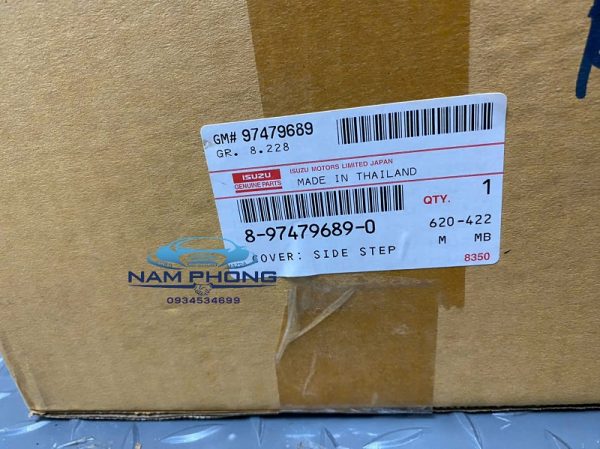 GM# 97479689
GR. 8.228
ISUZU
GENUINE PARTS
ISUZU MOTORS LIMITED JAPAN
MADE IN THAILAND
QTY. 1
8-97479689-0
620-422
M MB
COVER: SIDE STEP
8350
NAM PHONG
0934534699